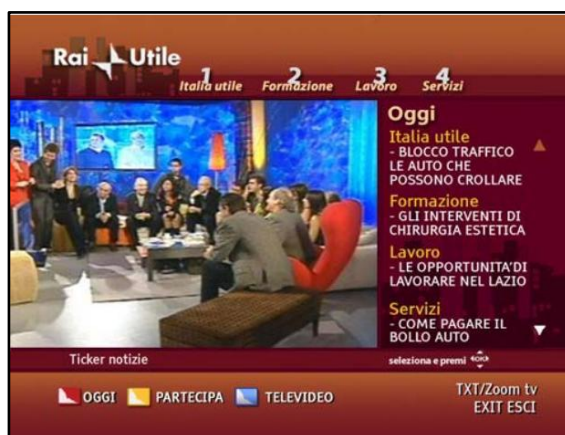 Rai Utile
1 2 3 4
Italia utile Formazione Lavoro Servizi
Oggi
Italia utile
- BLOCCO TRAFFICO
LE AUTO CHE
POSSONO CROLLARE
Formazione
- GLI INTERVENTI DI
CHIRURGIA ESTETICA
Lavoro
- LE OPPORTUNITA'DI
LAVORARE NEL LAZIO
Servizi
- COME PAGARE IL
BOLLO AUTO
Ticker notizie
seleziona e premi OK
OGGI PARTECIPA TELEVIDEO
TXT/Zoom tv
EXIT ESCI